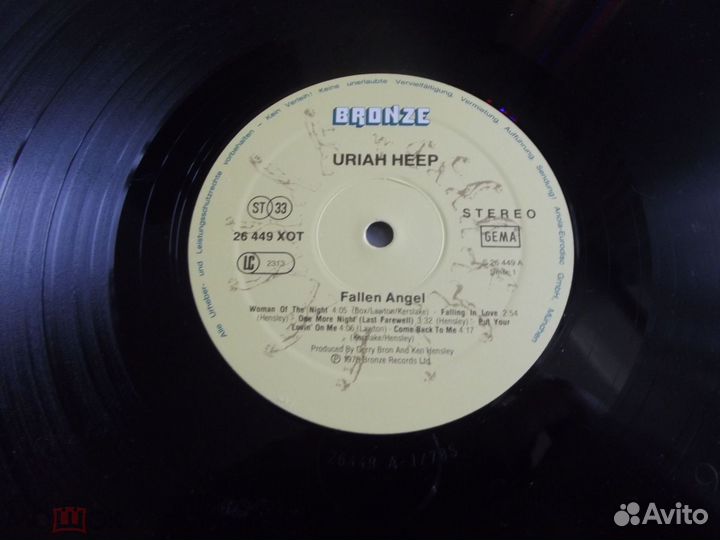 Alle Urheber- und Leistungsschutzrechte vorbehalten - Kein Verleih! Keine unerlaubte Vervielfältigung, Vermietung, Aufführung, Sendung! Ariola-Eurodisc GmbH, München
BRONZE
URIAH HEEP
ST 33
STEREO
26 449 XOT
GEMA
LC 2313
S 26 449 A
Seite 1
Fallen Angel
Woman Of The Night 4:05 (Box/Lawton/Kerslake) - Falling In Love 2:54
(Hensley) - One More Night (Last Farewell) 3:32 (Hensley) - Put Your
Lovin' On Me 4:06 (Lawton) - Come Back To Me 4:17
(Kerslake/Hensley)
Produced By Gerry Bron And Ken Hensley
Ⓟ 1978 Bronze Records Ltd.
26449 A-1/78S
Avito